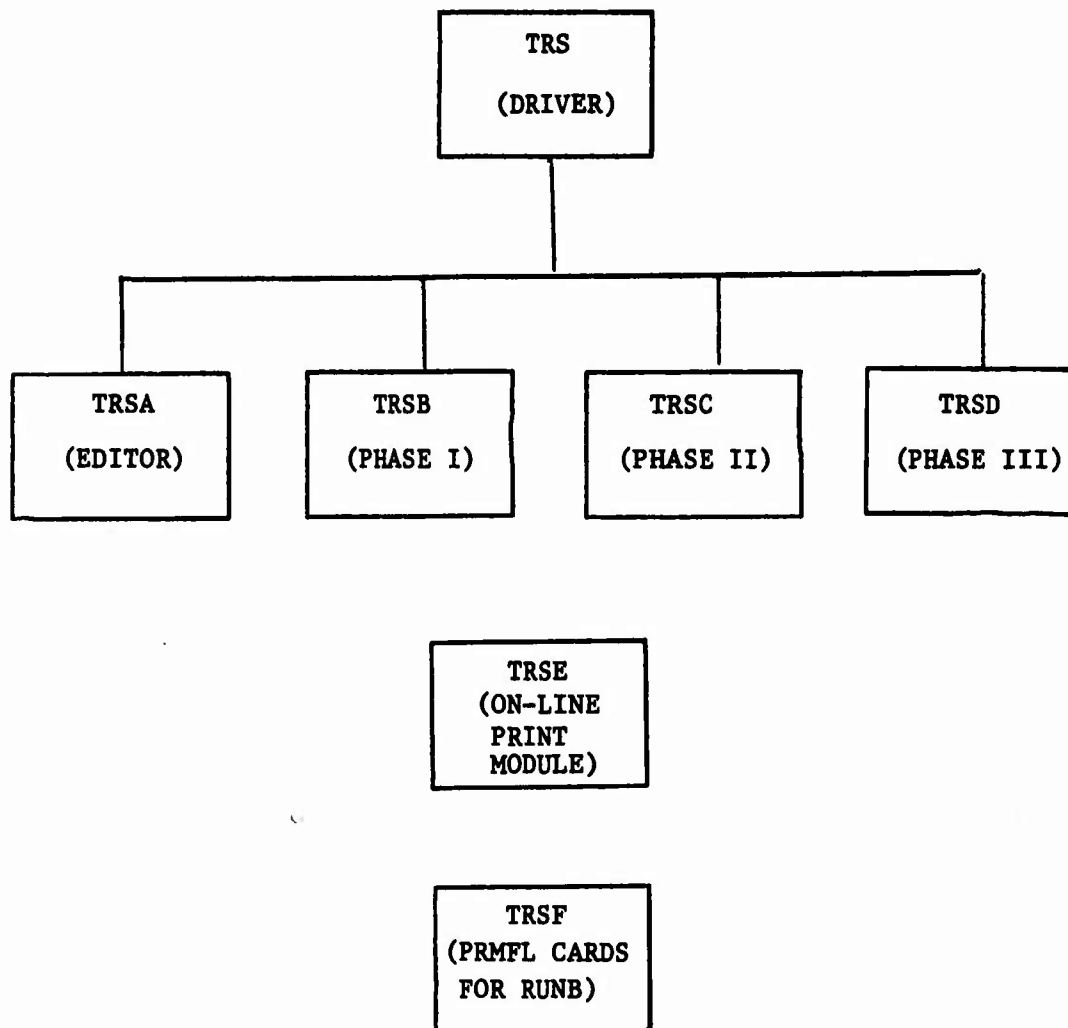 TRS
(DRIVER)
TRSA
(EDITOR)
TRSB
(PHASE I)
TRSC
(PHASE II)
TRSD
(PHASE III)
TRSE
(ON-LINE
PRINT
MODULE)
TRSF
(PRMFL CARDS
FOR RUNB)